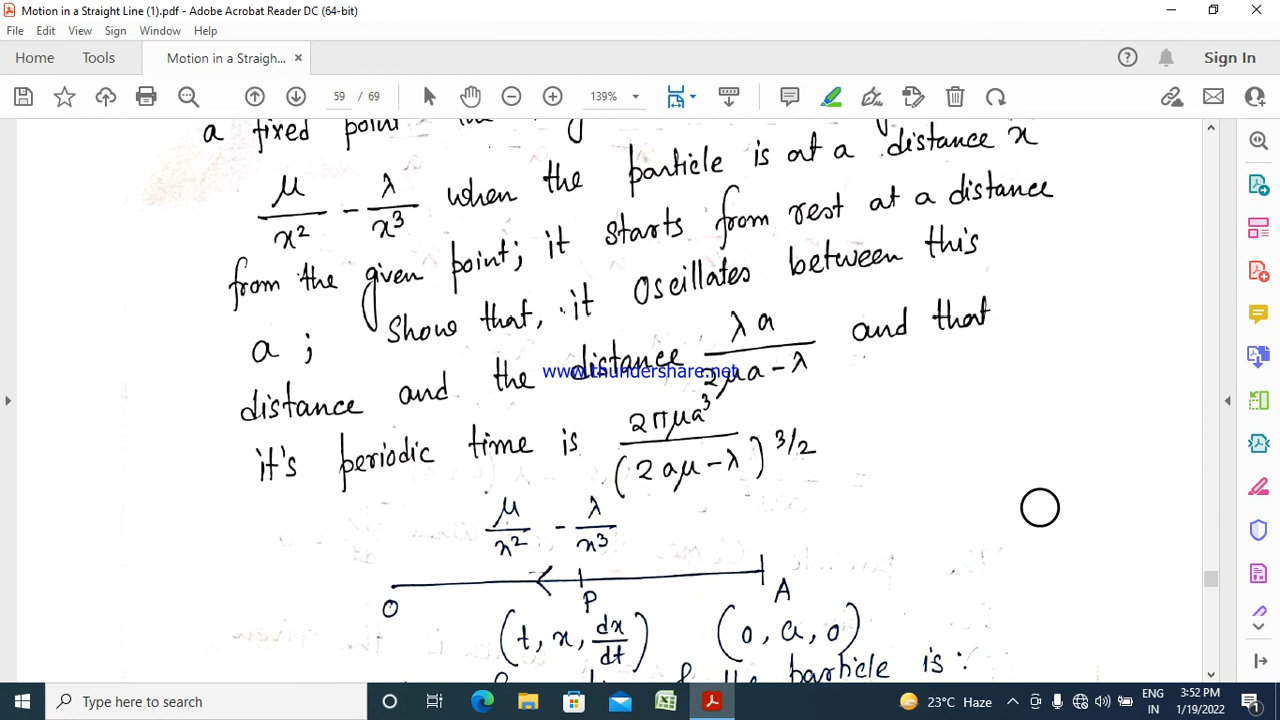 Motion in a Straight Line (1).pdf - Adobe Acrobat Reader DC (64-bit)
File Edit View Sign Window Help
Home Tools Motion in a Straigh... × Sign In
59 / 69 139%
a fixed point
μ/x² - λ/x³ when the particle is at a distance x
from the given point; it starts from rest at a distance
a ; Show that, it oscillates between this
distance and the distance λa/(2μa-λ) and that
it's periodic time is 2πμa³/(2aμ-λ)^3/2
www.thundershare.net
μ/x² - λ/x³
O P A
(t, x, dx/dt) (0, a, 0)
of the particle is :
Type here to search
23°C Haze
ENG
IN
3:52 PM
1/19/2022
1